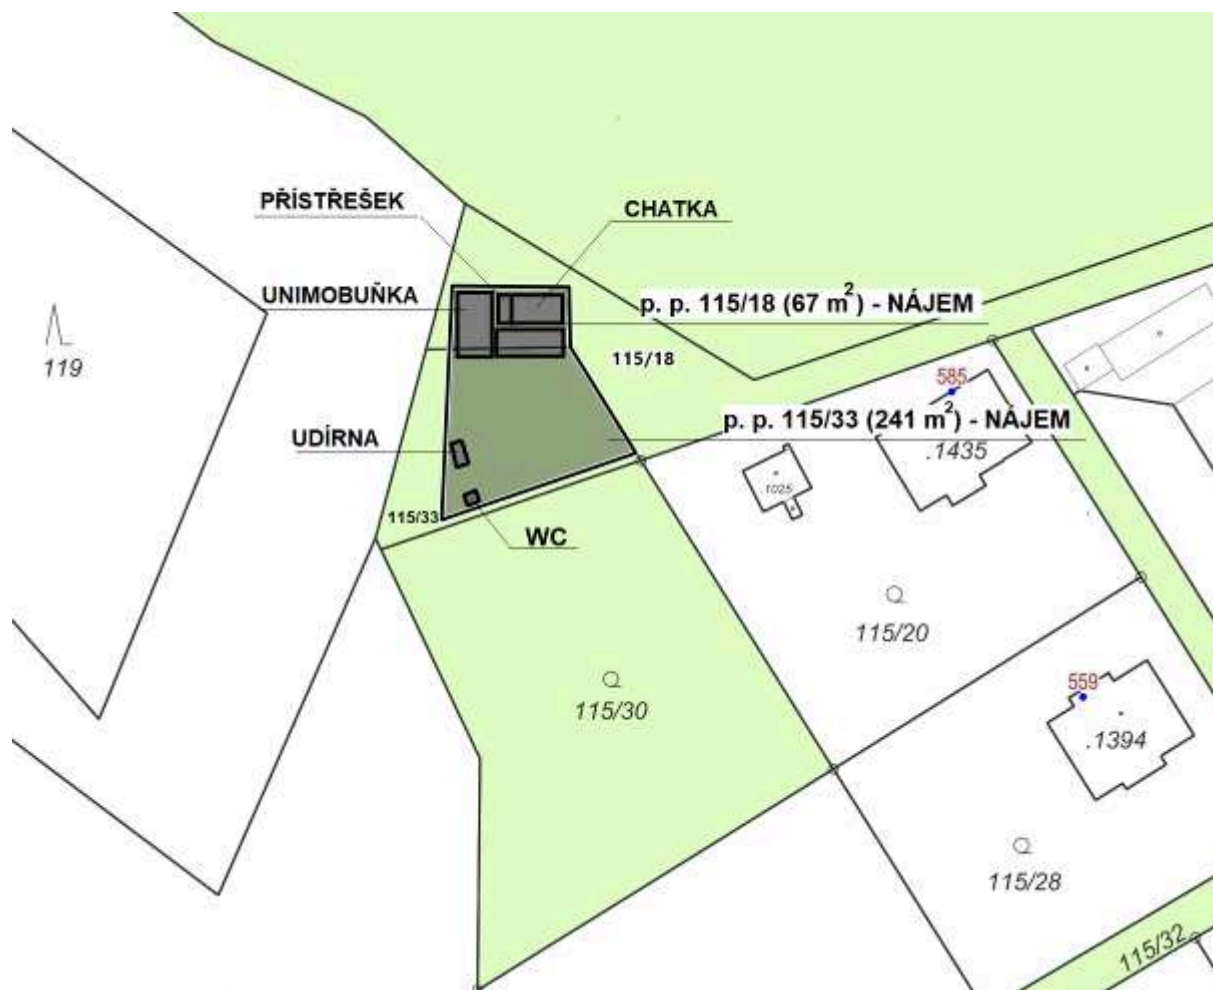 PŘÍSTŘEŠEK
CHATKA
UNIMOBUŇKA
p. p. 115/18 (67 m²) - NÁJEM
119
115/18
585
p. p. 115/33 (241 m²) - NÁJEM
UDÍRNA
.1435
1025
115/33
WC
115/20
115/30
559
.1394
115/28
115/32